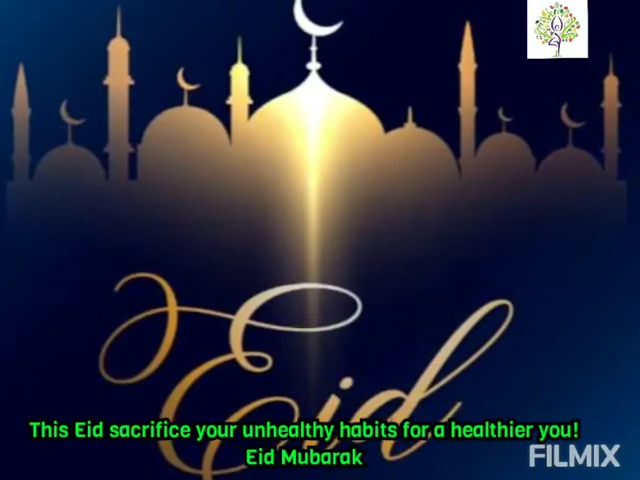 Eid
This Eid sacrifice your unhealthy habits for a healthier you!
Eid Mubarak
FILMIX